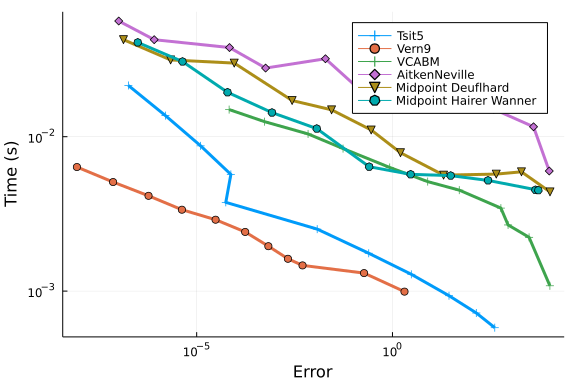 Tsit5
Vern9
VCABM
AitkenNeville
Midpoint Deuflhard
Midpoint Hairer Wanner
Time (s)
10⁻²
10⁻³
10⁻⁵
10⁰
Error